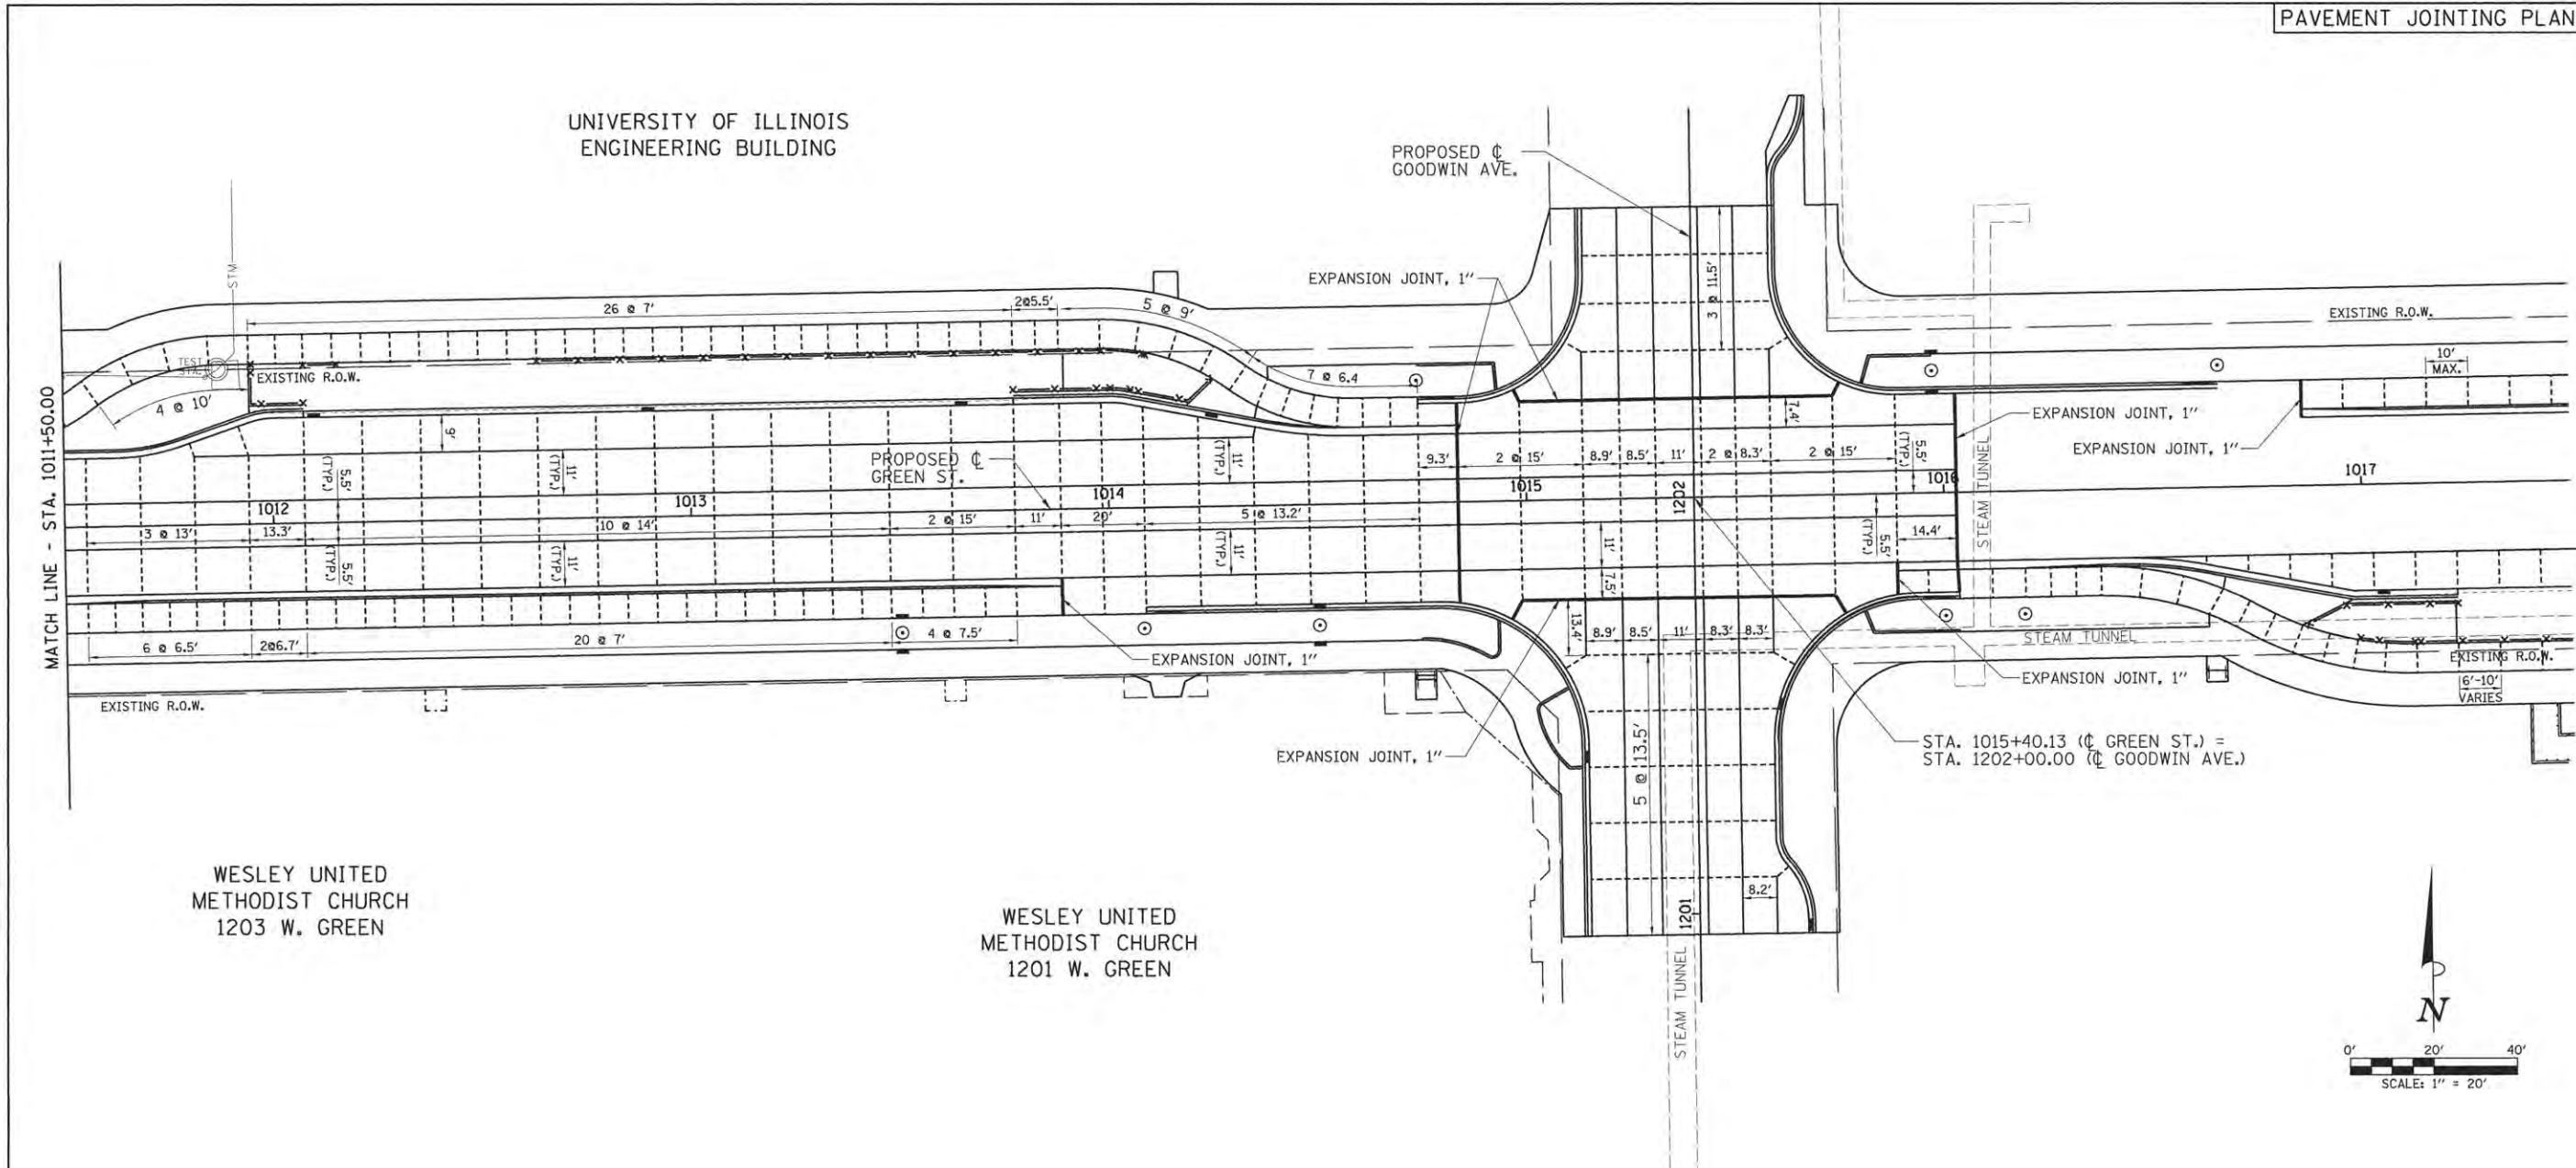 PAVEMENT JOINTING PLAN
UNIVERSITY OF ILLINOIS
ENGINEERING BUILDING
PROPOSED ℄
GOODWIN AVE.
EXPANSION JOINT, 1"
STM
26 @ 7'
2@5.5'
5 @ 9'
3 @ 11.5'
EXISTING R.O.W.
TEST
STA.
EXISTING R.O.W.
4 @ 10'
7 @ 6.4
10'
MAX.
MATCH LINE - STA. 1011+50.00
9'
7.4'
EXPANSION JOINT, 1"
EXPANSION JOINT, 1"
PROPOSED ℄
GREEN ST.
5.5'
(TYP.)
11'
(TYP.)
11'
(TYP.)
9.3'
2 @ 15'
8.9'
8.5'
11'
2 @ 8.3'
2 @ 15'
5.5'
(TYP.)
STEAM TUNNEL
1012
1013
1014
1015
1202
1016
1017
3 @ 13'
13.3'
10 @ 14'
2 @ 15'
11'
20'
5 @ 13.2'
5.5'
(TYP.)
11'
(TYP.)
11'
(TYP.)
11'
7.5'
5.5'
(TYP.)
14.4'
STEAM TUNNEL
6 @ 6.5'
2@6.7'
20 @ 7'
4 @ 7.5'
13.4'
8.9'
8.5'
11'
8.3'
8.3'
STEAM TUNNEL
EXPANSION JOINT, 1"
EXISTING R.O.W.
EXPANSION JOINT, 1"
6'-10'
VARIES
EXISTING R.O.W.
EXPANSION JOINT, 1"
5 @ 13.5'
STA. 1015+40.13 (℄ GREEN ST.) =
STA. 1202+00.00 (℄ GOODWIN AVE.)
WESLEY UNITED
METHODIST CHURCH
1203 W. GREEN
WESLEY UNITED
METHODIST CHURCH
1201 W. GREEN
8.2'
1201
STEAM TUNNEL
N
0'
20'
40'
SCALE: 1" = 20'